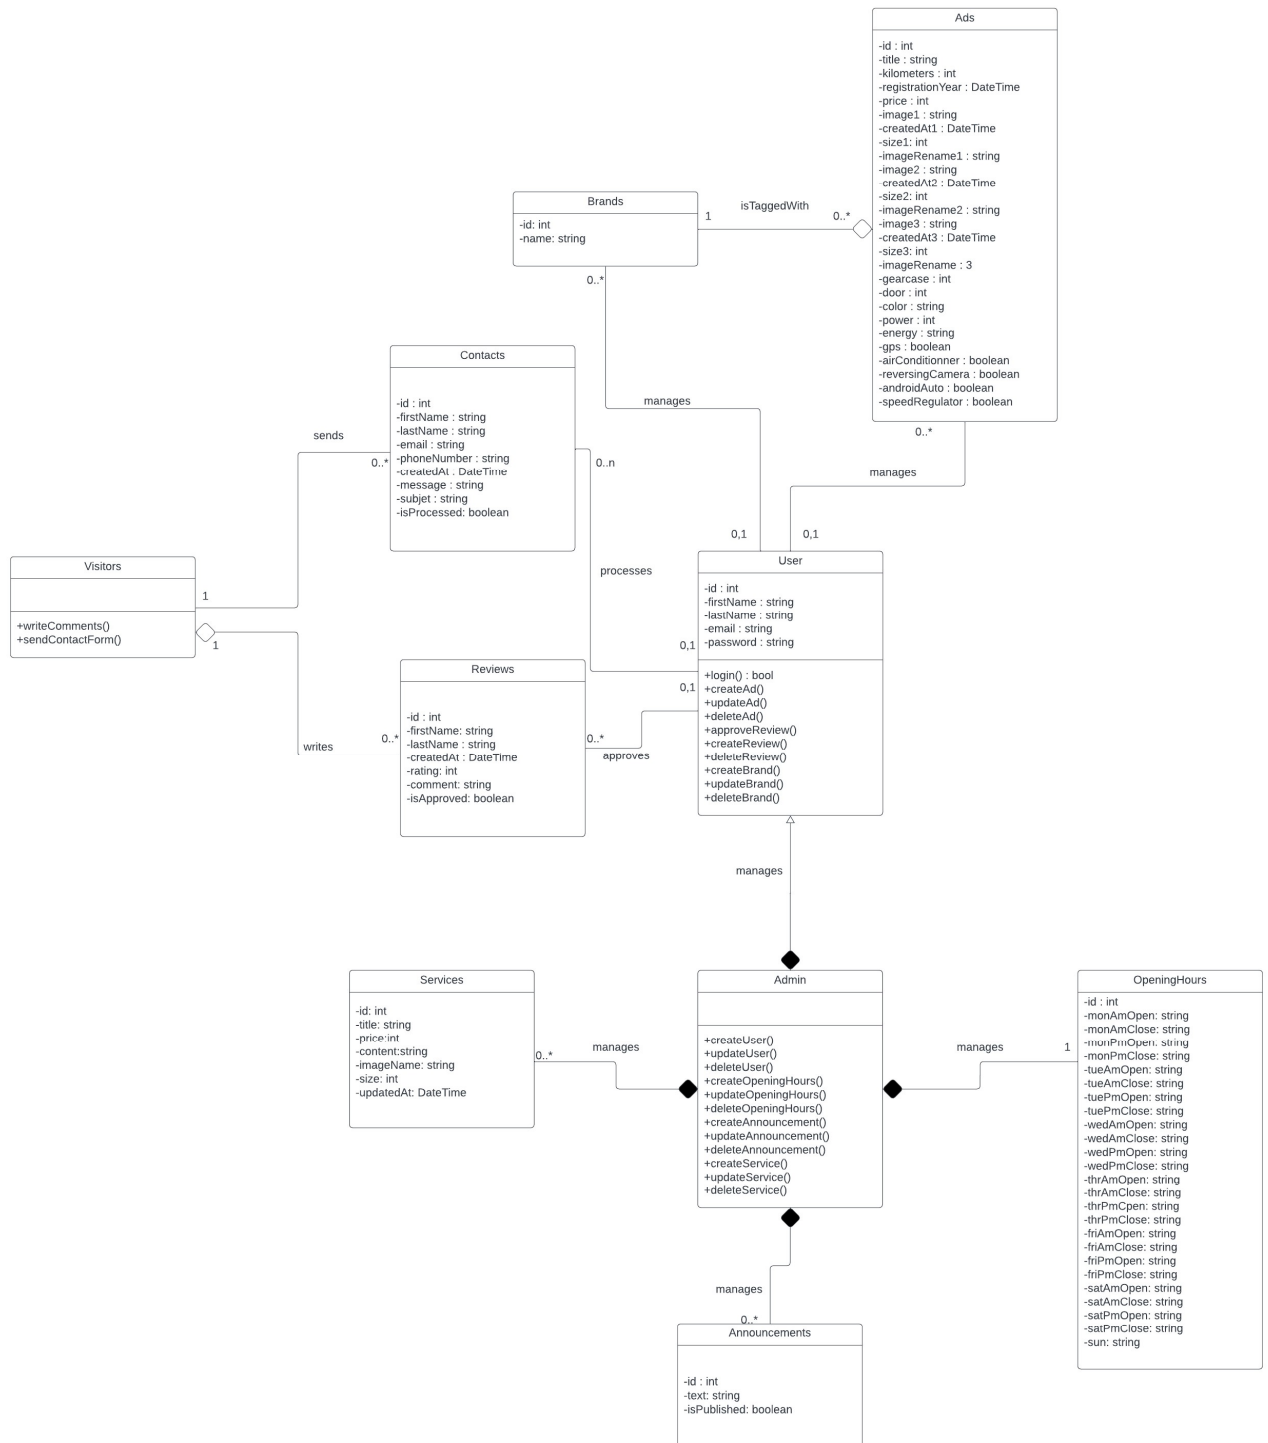 Ads
-id : int
-title : string
-kilometers : int
-registrationYear : DateTime
-price : int
-image1 : string
-createdAt1 : DateTime
-size1: int
-imageRename1 : string
-image2 : string
-createdAt2 : DateTime
-size2: int
-imageRename2 : string
-image3 : string
-createdAt3 : DateTime
-size3: int
-imageRename : 3
-gearcase : int
-door : int
-color : string
-power : int
-energy : string
-gps : boolean
-airConditionner : boolean
-reversingCamera : boolean
-androidAuto : boolean
-speedRegulator : boolean
Brands
-id: int
-name: string
1
isTaggedWith
0..*
0..*
manages
0,1
0..*
manages
0,1
Contacts
-id : int
-firstName : string
-lastName : string
-email : string
-phoneNumber : string
-createdAt : DateTime
-message : string
-subjet : string
-isProcessed: boolean
sends
0..*
1
0..n
processes
0,1
Visitors
+writeComments()
+sendContactForm()
1
writes
0..*
Reviews
-id : int
-firstName: string
-lastName : string
-createdAt : DateTime
-rating: int
-comment: string
-isApproved: boolean
0..*
approves
0,1
User
-id : int
-firstName : string
-lastName : string
-email : string
-password : string
+login() : bool
+createAd()
+updateAd()
+deleteAd()
+approveReview()
+createReview()
+deleteReview()
+createBrand()
+updateBrand()
+deleteBrand()
manages
Services
-id: int
-title: string
-price:int
-content:string
-imageName: string
-size: int
-updatedAt: DateTime
0..*
manages
Admin
+createUser()
+updateUser()
+deleteUser()
+createOpeningHours()
+updateOpeningHours()
+deleteOpeningHours()
+createAnnouncement()
+updateAnnouncement()
+deleteAnnouncement()
+createService()
+updateService()
+deleteService()
manages
1
OpeningHours
-id : int
-monAmOpen: string
-monAmClose: string
-monPmOpen: string
-monPmClose: string
-tueAmOpen: string
-tueAmClose: string
-tuePmOpen: string
-tuePmClose: string
-wedAmOpen: string
-wedAmClose: string
-wedPmOpen: string
-wedPmClose: string
-thrAmOpen: string
-thrAmClose: string
-thrPmCpen: string
-thrPmClose: string
-friAmOpen: string
-friAmClose: string
-friPmOpen: string
-friPmClose: string
-satAmOpen: string
-satAmClose: string
-satPmOpen: string
-satPmClose: string
-sun: string
manages
0..*
Announcements
-id : int
-text: string
-isPublished: boolean